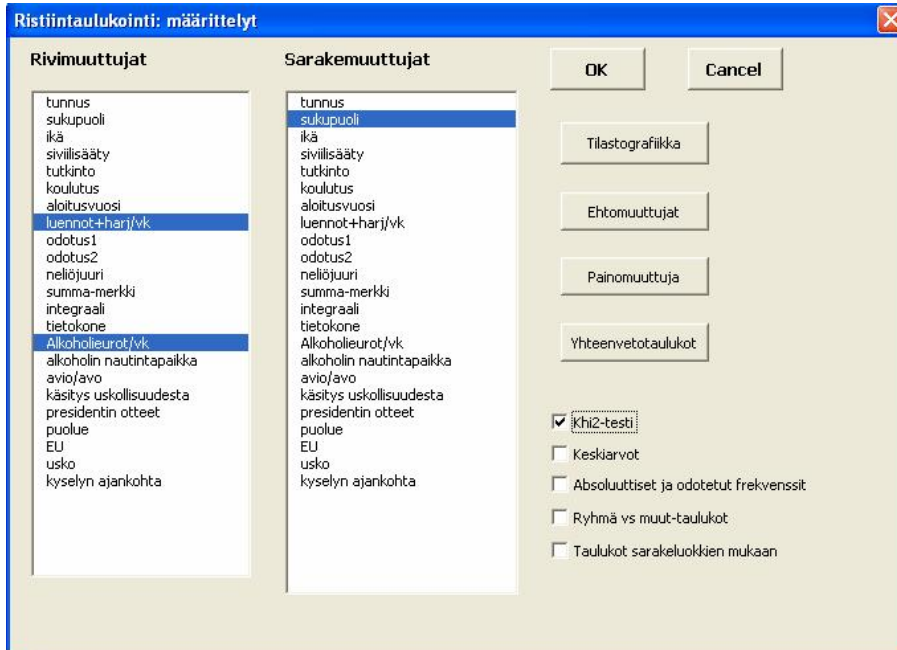 Ristiintaulukointi: määrittelyt
Rivimuuttujat
tunnus
sukupuoli
ikä
siviilisääty
tutkinto
koulutus
aloitusvuosi
luennot+harj/vk
odotus1
odotus2
neliöjuuri
summa-merkki
integraali
tietokone
Alkoholieurot/vk
alkoholin nautintapaikka
avio/avo
käsitys uskollisuudesta
presidentin otteet
puolue
EU
usko
kyselyn ajankohta
Sarakemuuttujat
tunnus
sukupuoli
ikä
siviilisääty
tutkinto
koulutus
aloitusvuosi
luennot+harj/vk
odotus1
odotus2
neliöjuuri
summa-merkki
integraali
tietokone
Alkoholieurot/vk
alkoholin nautintapaikka
avio/avo
käsitys uskollisuudesta
presidentin otteet
puolue
EU
usko
kyselyn ajankohta
OK
Cancel
Tilastografiikka
Ehtomuuttujat
Painomuuttuja
Yhteenvetotaulukot
Khi2-testi
Keskiarvot
Absoluuttiset ja odotetut frekvenssit
Ryhmä vs muut-taulukot
Taulukot sarakeluokkien mukaan